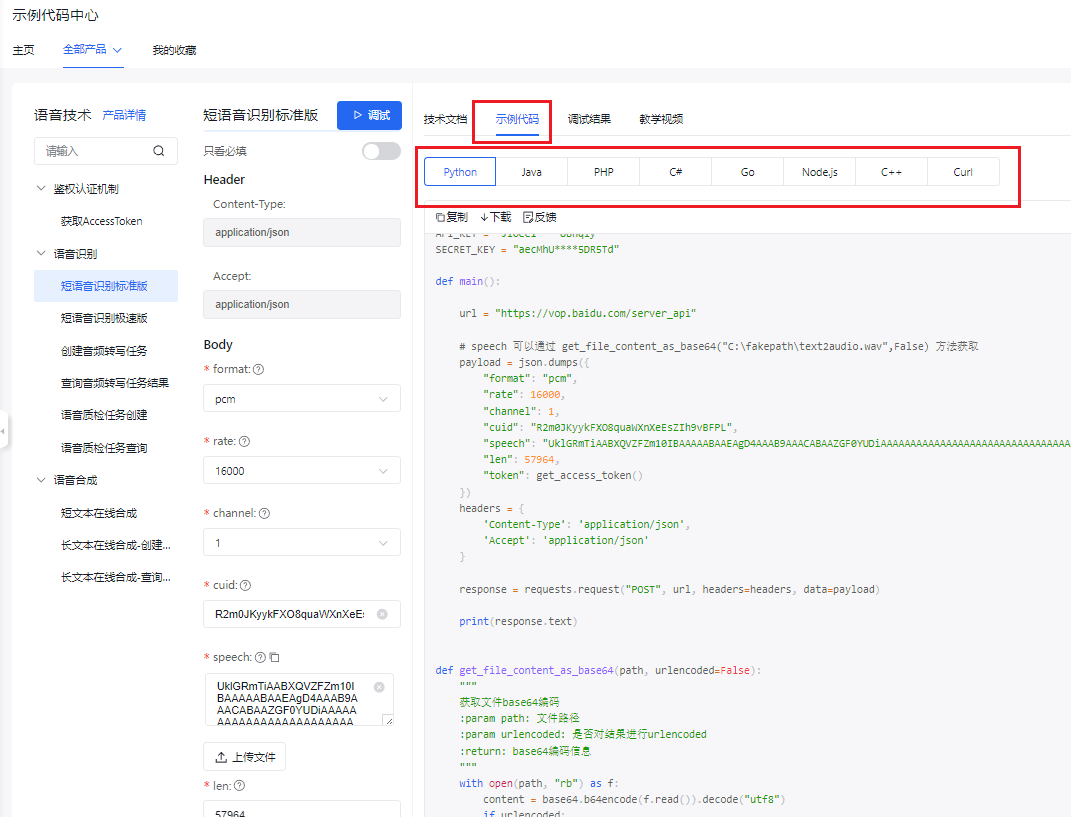 示例代码中心
主页 全部产品 我的收藏
语音技术 产品详情
请输入
鉴权认证机制
获取AccessToken
语音识别
短语音识别标准版
短语音识别极速版
创建音频转写任务
查询音频转写任务结果
语音质检任务创建
语音质检任务查询
语音合成
短文本在线合成
长文本在线合成-创建...
长文本在线合成-查询...
短语音识别标准版 调试
只看必填
Header
Content-Type:
application/json
Accept:
application/json
Body
* format:
pcm
* rate:
16000
* channel:
1
* cuid:
R2m0JKyykFXO8quaWXnXeE
* speech:
UklGRmTiAABXQVZFZm10I
BAAAAABAAEAgD4AAAB9A
AACABAAZGF0YUDiAAAAA
AAAAAAAAAAAAAAAAAAAA
上传文件
* len:
57964
技术文档 示例代码 调试结果 教学视频
Python Java PHP C# Go Node.js C++ Curl
复制 下载 反馈
SECRET_KEY = "aecMhU****5DR5Td"
def main():
url = "https://vop.baidu.com/server_api"
# speech 可以通过 get_file_content_as_base64("C:\fakepath\text2audio.wav",False) 方法获取
payload = json.dumps({
"format": "pcm",
"rate": 16000,
"channel": 1,
"cuid": "R2m0JKyykFXO8quaWXnXeEsZIh9vBFPL",
"speech": "UklGRmTiAABXQVZFZm10IBAAAAABAAEAgD4AAAB9AAACABAAZGF0YUDiAAAAAAAAAAAAAAAAAAAAAAAAAAAAAAAA
"len": 57964,
"token": get_access_token()
})
headers = {
'Content-Type': 'application/json',
'Accept': 'application/json'
}
response = requests.request("POST", url, headers=headers, data=payload)
print(response.text)
def get_file_content_as_base64(path, urlencoded=False):
"""
获取文件base64编码
:param path: 文件路径
:param urlencoded: 是否对结果进行urlencoded
:return: base64编码信息
"""
with open(path, "rb") as f:
content = base64.b64encode(f.read()).decode("utf8")
if urlencoded: